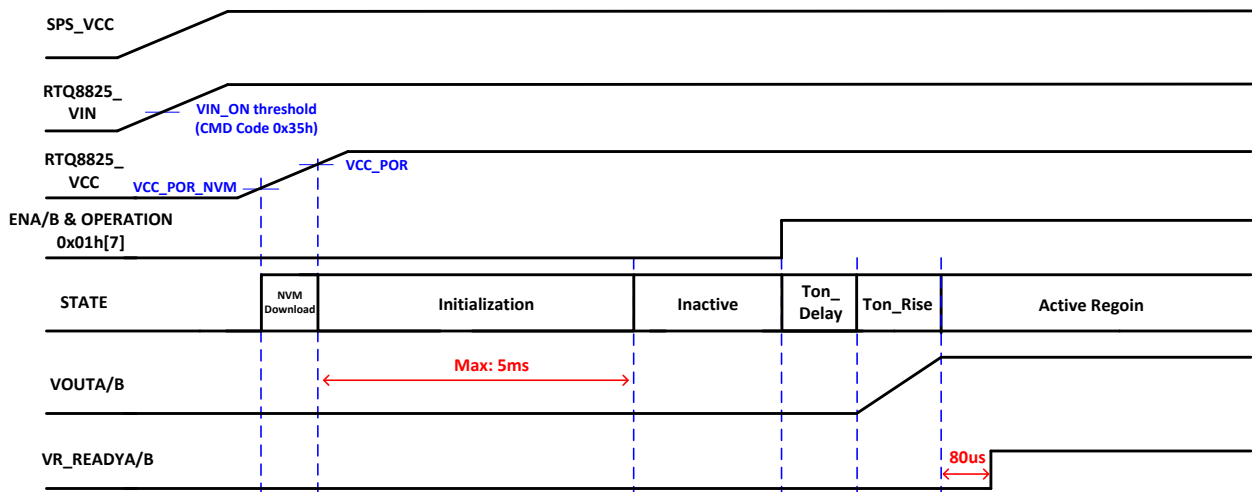 SPS_VCC
RTQ8825_
VIN
VIN_ON threshold
(CMD Code 0x35h)
RTQ8825_
VCC
VCC_POR_NVM
VCC_POR
ENA/B & OPERATION
0x01h[7]
STATE
NVM
Download
Initialization
Inactive
Ton_
Delay
Ton_Rise
Active Regoin
Max: 5ms
VOUTA/B
80us
VR_READYA/B